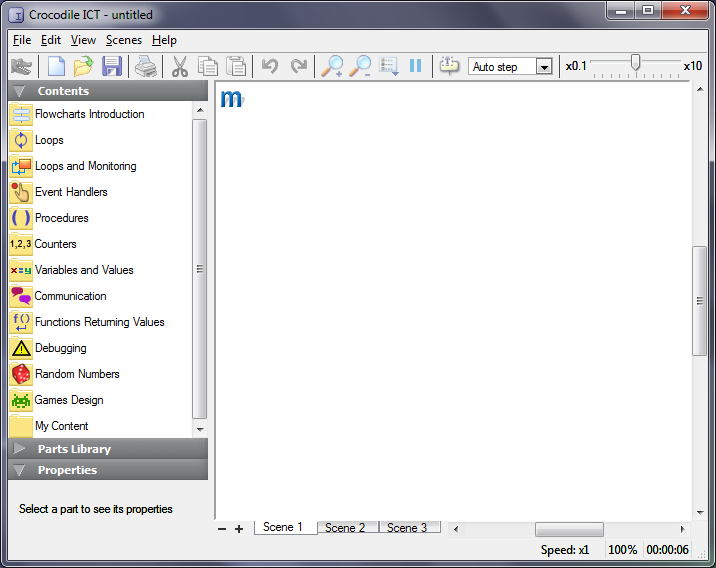 Crocodile ICT - untitled
File Edit View Scenes Help
Auto step x0.1 x10
Contents
m
Flowcharts Introduction
Loops
Loops and Monitoring
Event Handlers
( ) Procedures
1,2,3 Counters
x=y Variables and Values
Communication
f() Functions Returning Values
Debugging
Random Numbers
Games Design
My Content
Parts Library
Properties
Select a part to see its properties
Scene 1 Scene 2 Scene 3
Speed: x1 100% 00:00:06